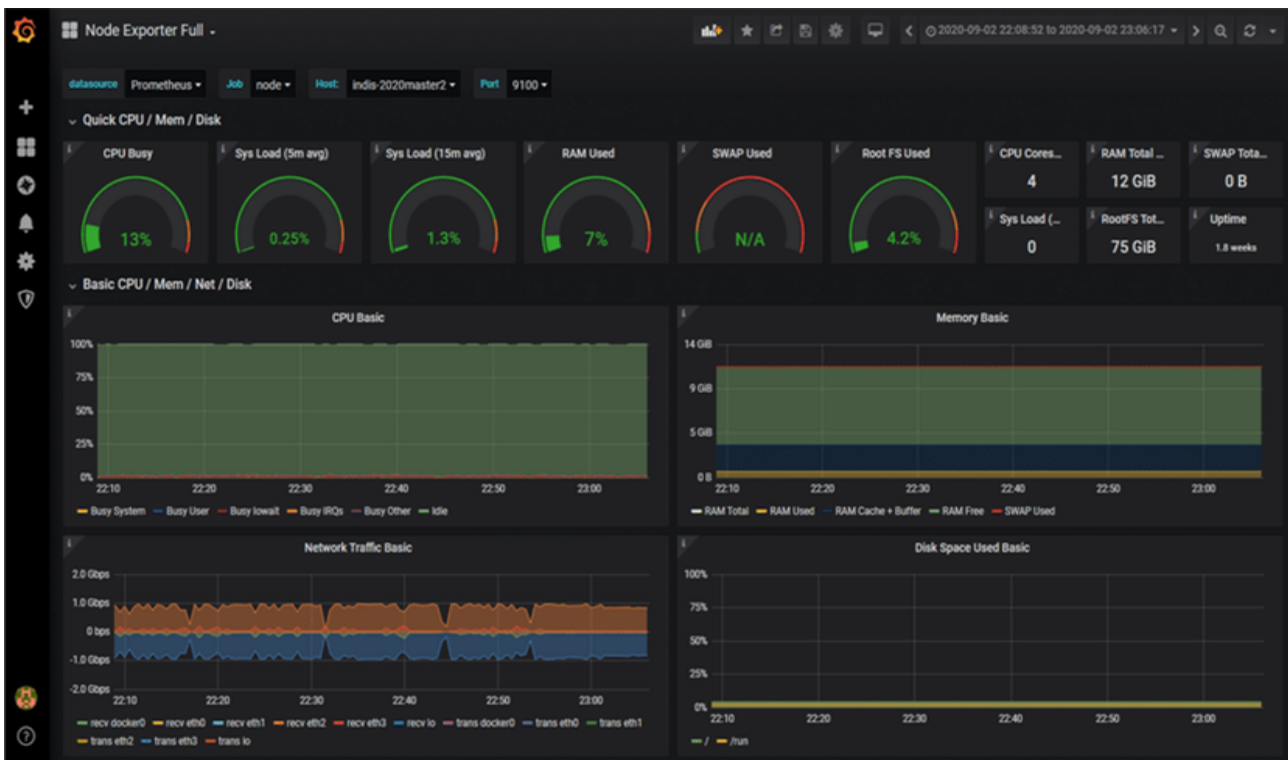 Node Exporter Full
2020-09-02 22:08:52 to 2020-09-02 23:06:17
datasource Prometheus Job node Host: indis-2020master2 Port 9100
Quick CPU / Mem / Disk
CPU Busy
13%
Sys Load (5m avg)
0.25%
Sys Load (15m avg)
1.3%
RAM Used
7%
SWAP Used
N/A
Root FS Used
4.2%
CPU Cores...
4
RAM Total ...
12 GiB
SWAP Tota...
0 B
Sys Load (...
0
RootFS Tot...
75 GiB
Uptime
1.8 weeks
Basic CPU / Mem / Net / Disk
CPU Basic
100%
75%
50%
25%
0%
22:10 22:20 22:30 22:40 22:50 23:00
Busy System Busy User Busy Iowait Busy IRQs Busy Other Idle
Memory Basic
14 GiB
9 GiB
5 GiB
0 B
22:10 22:20 22:30 22:40 22:50 23:00
RAM Total RAM Used RAM Cache + Buffer RAM Free SWAP Used
Network Traffic Basic
2.0 Gbps
1.0 Gbps
0 bps
-1.0 Gbps
-2.0 Gbps
22:10 22:20 22:30 22:40 22:50 23:00
recv docker0 recv eth0 recv eth1 recv eth2 recv eth3 recv lo trans docker0 trans eth0 trans eth1
trans eth2 trans eth3 trans lo
Disk Space Used Basic
100%
75%
50%
25%
0%
22:10 22:20 22:30 22:40 22:50 23:00
/ /run